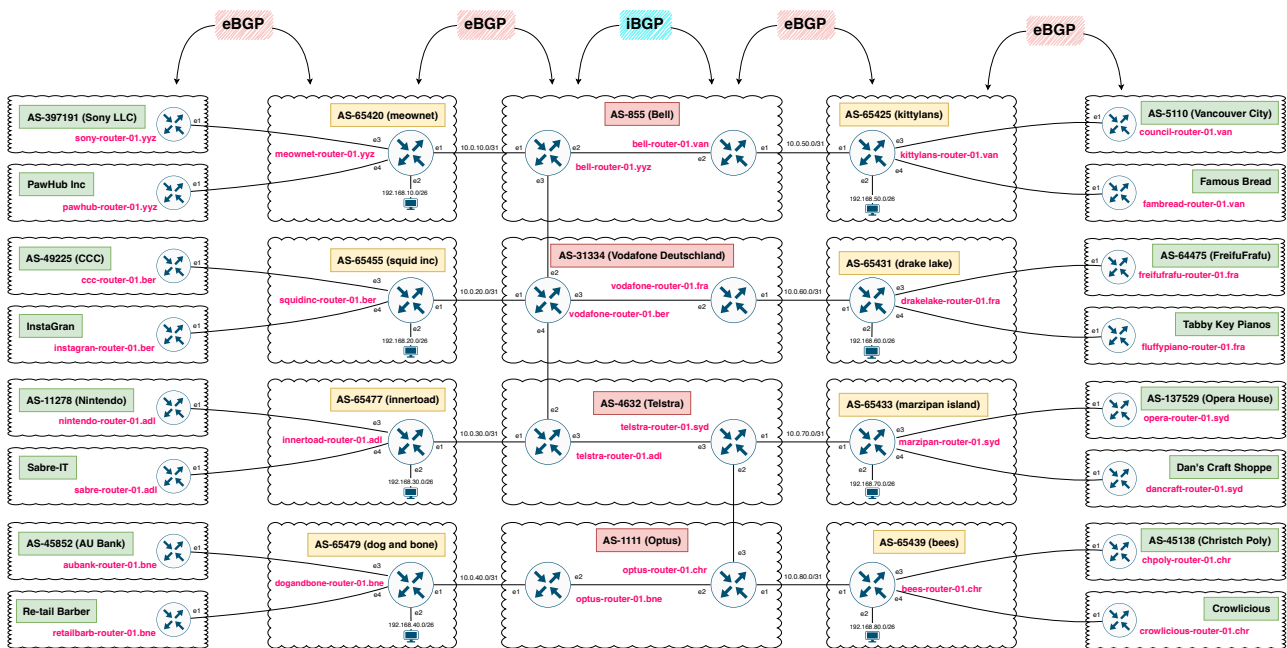 eBGP
eBGP
iBGP
eBGP
eBGP
AS-397191 (Sony LLC)
e1
sony-router-01.yyz
PawHub Inc
e1
pawhub-router-01.yyz
AS-65420 (meownet)
e3
meownet-router-01.yyz
e1
e4
e2
192.168.10.0/26
10.0.10.0/31
AS-855 (Bell)
e1
e2
bell-router-01.yyz
e3
bell-router-01.van
e2
e1
10.0.50.0/31
AS-65425 (kittylans)
e1
e3
kittylans-router-01.van
e4
e2
192.168.50.0/26
AS-5110 (Vancouver City)
e1
council-router-01.van
Famous Bread
e1
fambread-router-01.van
AS-49225 (CCC)
e1
ccc-router-01.ber
InstaGran
e1
instagran-router-01.ber
AS-65455 (squid inc)
e3
squidinc-router-01.ber
e1
e4
e2
192.168.20.0/26
10.0.20.0/31
AS-31334 (Vodafone Deutschland)
e2
e1
e3
vodafone-router-01.ber
e4
vodafone-router-01.fra
e2
e1
10.0.60.0/31
AS-65431 (drake lake)
e1
e3
drakelake-router-01.fra
e4
e2
192.168.60.0/26
AS-64475 (FreifuFrafu)
e1
freifufrafu-router-01.fra
Tabby Key Pianos
e1
fluffypiano-router-01.fra
AS-11278 (Nintendo)
e1
nintendo-router-01.adl
Sabre-IT
e1
sabre-router-01.adl
AS-65477 (innertoad)
e3
innertoad-router-01.adl
e1
e4
e2
192.168.30.0/26
10.0.30.0/31
AS-4632 (Telstra)
e2
e1
e3
telstra-router-01.adl
telstra-router-01.syd
e3
e1
e2
10.0.70.0/31
AS-65433 (marzipan island)
e1
e3
marzipan-router-01.syd
e4
e2
192.168.70.0/26
AS-137529 (Opera House)
e1
opera-router-01.syd
Dan's Craft Shoppe
e1
dancraft-router-01.syd
AS-45852 (AU Bank)
e1
aubank-router-01.bne
Re-tail Barber
e1
retailbarb-router-01.bne
AS-65479 (dog and bone)
e3
dogandbone-router-01.bne
e1
e4
e2
192.168.40.0/26
10.0.40.0/31
AS-1111 (Optus)
e1
e2
optus-router-01.bne
e3
optus-router-01.chr
e2
e1
10.0.80.0/31
AS-65439 (bees)
e1
e3
bees-router-01.chr
e4
e2
192.168.80.0/26
AS-45138 (Christch Poly)
e1
chpoly-router-01.chr
Crowlicious
e1
crowlicious-router-01.chr